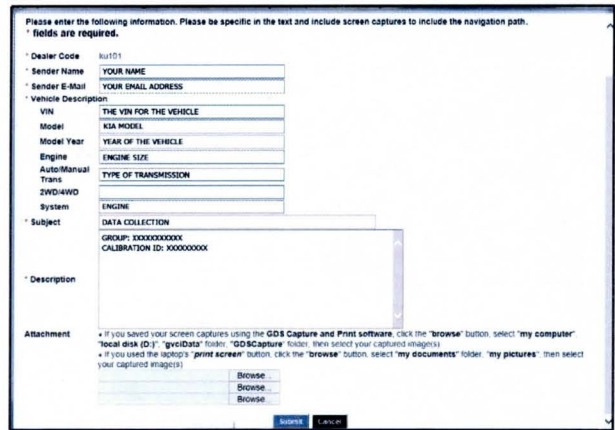 Please enter the following information. Please be specific in the text and include screen captures to include the navigation path.
* fields are required.
* Dealer Code ku101
* Sender Name YOUR NAME
* Sender E-Mail YOUR EMAIL ADDRESS
* Vehicle Description
VIN THE VIN FOR THE VEHICLE
Model KIA MODEL
Model Year YEAR OF THE VEHICLE
Engine ENGINE SIZE
Auto/Manual
Trans TYPE OF TRANSMISSION
2WD/4WD
System ENGINE
* Subject DATA COLLECTION
GROUP: XXXXXXXXXXX
CALIBRATION ID: XXXXXXXXX
* Description
Attachment • If you saved your screen captures using the GDS Capture and Print software, click the "browse" button, select "my computer",
"local disk (D:)", "gvciData" folder, "GDSCapture" folder, then select your captured image(s)
• If you used the laptop's "print screen" button, click the "browse" button, select "my documents" folder, "my pictures", then select
your captured image(s)
Browse...
Browse...
Browse...
Submit Cancel